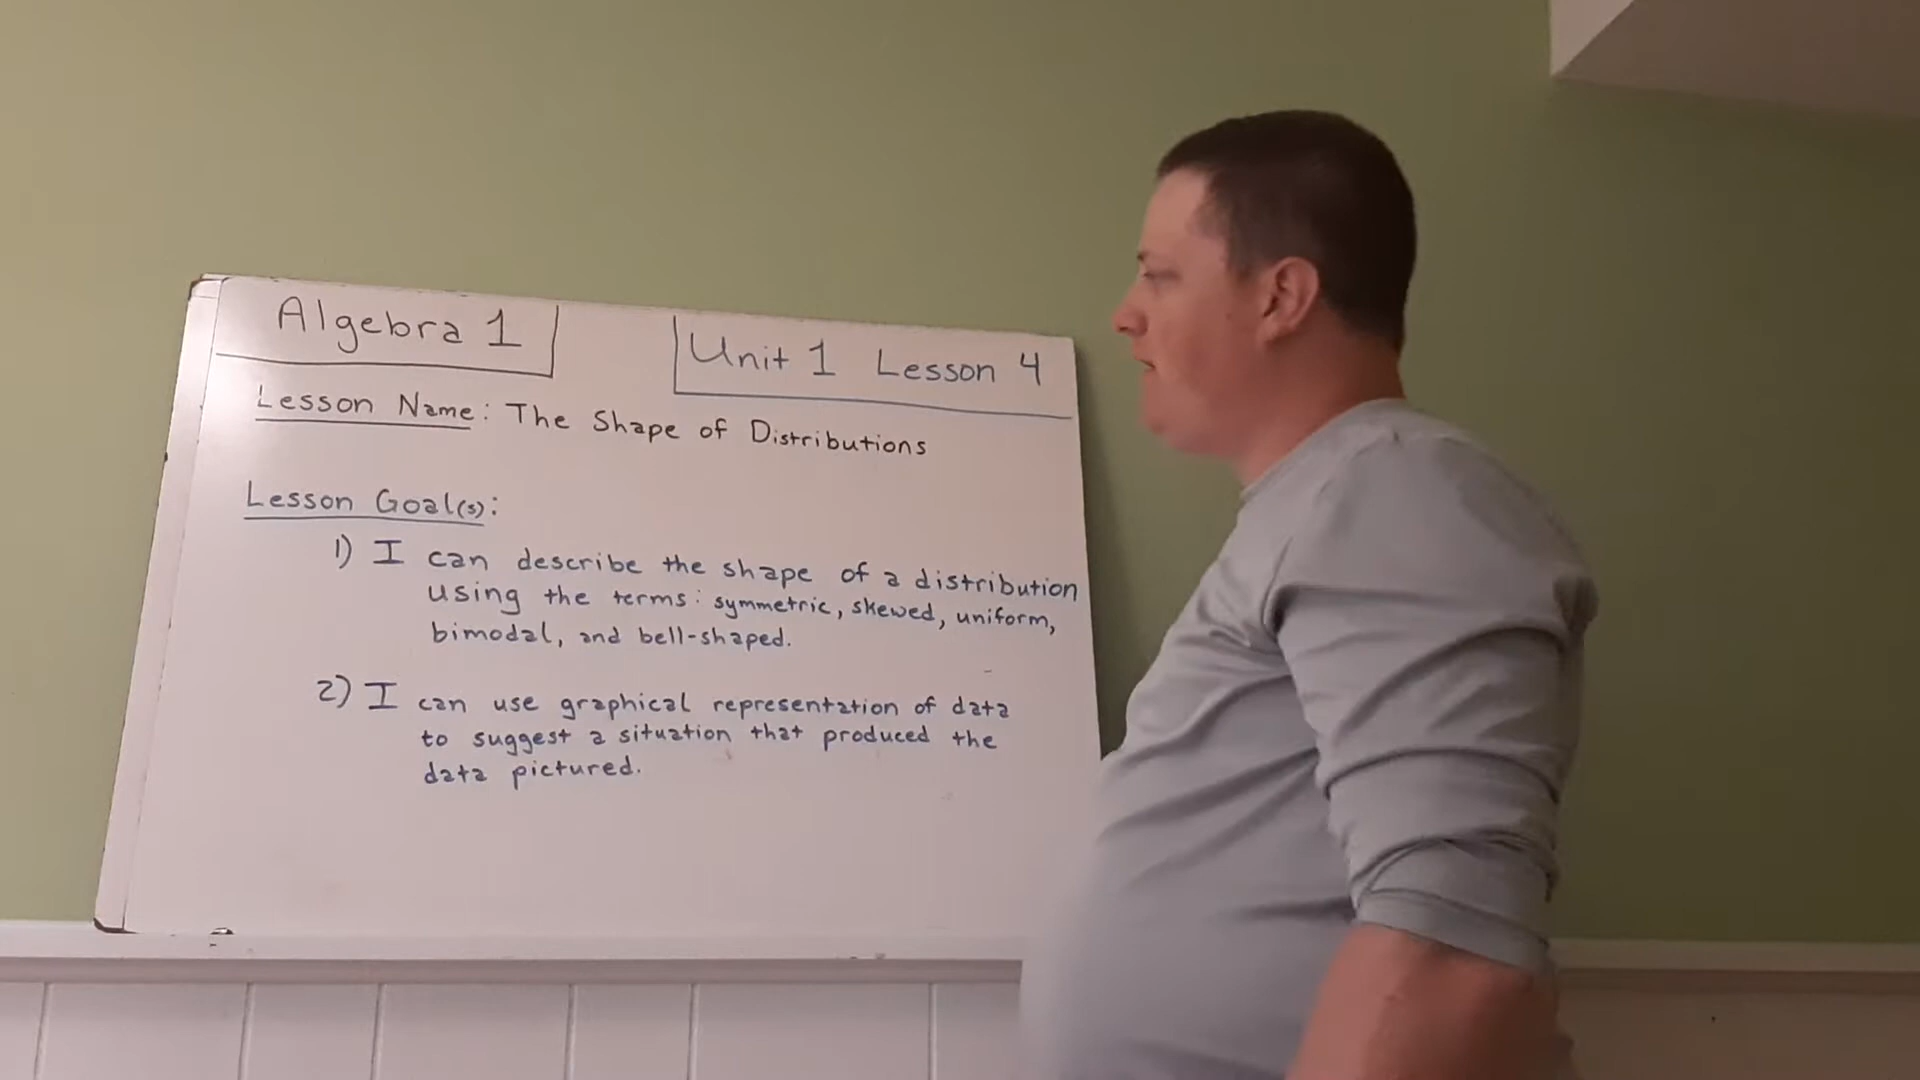 Algebra 1
Unit 1 Lesson 4
Lesson Name: The Shape of Distributions
Lesson Goal(s):
1) I can describe the shape of a distribution
using the terms: symmetric, skewed, uniform,
bimodal, and bell-shaped.
2) I can use graphical representation of data
to suggest a situation that produced the
data pictured.